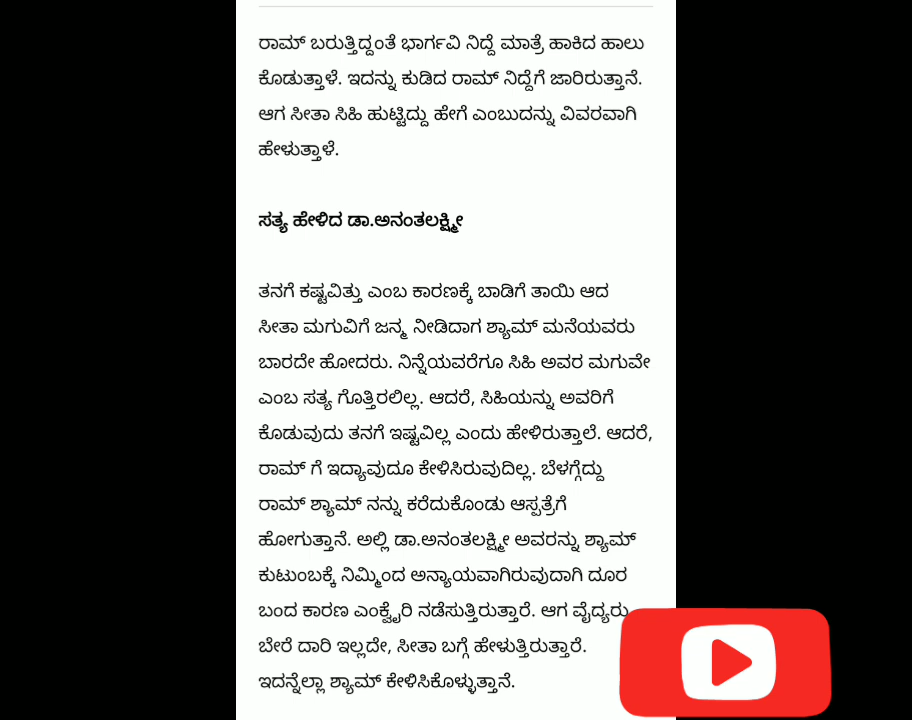 ರಾಮ್ ಬರುತ್ತಿದ್ದಂತೆ ಭಾರ್ಗವಿ ನಿದ್ದೆ ಮಾತ್ರೆ ಹಾಕಿದ ಹಾಲು
ಕೊಡುತ್ತಾಳೆ. ಇದನ್ನು ಕುಡಿದ ರಾಮ್ ನಿದ್ದೆಗೆ ಜಾರಿರುತ್ತಾನೆ.
ಆಗ ಸೀತಾ ಸಿಹಿ ಹುಟ್ಟಿದ್ದು ಹೇಗೆ ಎಂಬುದನ್ನು ವಿವರವಾಗಿ
ಹೇಳುತ್ತಾಳೆ.
ಸತ್ಯ ಹೇಳಿದ ಡಾ.ಅನಂತಲಕ್ಷ್ಮೀ
ತನಗೆ ಕಷ್ಟವಿತ್ತು ಎಂಬ ಕಾರಣಕ್ಕೆ ಬಾಡಿಗೆ ತಾಯಿ ಆದ
ಸೀತಾ ಮಗುವಿಗೆ ಜನ್ಮ ನೀಡಿದಾಗ ಶ್ಯಾಮ್ ಮನೆಯವರು
ಬಾರದೇ ಹೋದರು. ನಿನ್ನೆಯವರೆಗೂ ಸಿಹಿ ಅವರ ಮಗುವೇ
ಎಂಬ ಸತ್ಯ ಗೊತ್ತಿರಲಿಲ್ಲ. ಆದರೆ, ಸಿಹಿಯನ್ನು ಅವರಿಗೆ
ಕೊಡುವುದು ತನಗೆ ಇಷ್ಟವಿಲ್ಲ ಎಂದು ಹೇಳಿರುತ್ತಾಲೆ. ಆದರೆ,
ರಾಮ್ ಗೆ ಇದ್ಯಾವುದೂ ಕೇಳಿಸಿರುವುದಿಲ್ಲ. ಬೆಳಗ್ಗೆದ್ದು
ರಾಮ್ ಶ್ಯಾಮ್ ನನ್ನು ಕರೆದುಕೊಂಡು ಆಸ್ಪತ್ರೆಗೆ
ಹೋಗುತ್ತಾನೆ. ಅಲ್ಲಿ ಡಾ.ಅನಂತಲಕ್ಷ್ಮೀ ಅವರನ್ನು ಶ್ಯಾಮ್
ಕುಟುಂಬಕ್ಕೆ ನಿಮ್ಮಿಂದ ಅನ್ಯಾಯವಾಗಿರುವುದಾಗಿ ದೂರ
ಬಂದ ಕಾರಣ ಎಂಕ್ವೈರಿ ನಡೆಸುತ್ತಿರುತ್ತಾರೆ. ಆಗ ವೈದ್ಯರು
ಬೇರೆ ದಾರಿ ಇಲ್ಲದೇ, ಸೀತಾ ಬಗ್ಗೆ ಹೇಳುತ್ತಿರುತ್ತಾರೆ.
ಇದನ್ನೆಲ್ಲಾ ಶ್ಯಾಮ್ ಕೇಳಿಸಿಕೊಳ್ಳುತ್ತಾನೆ.